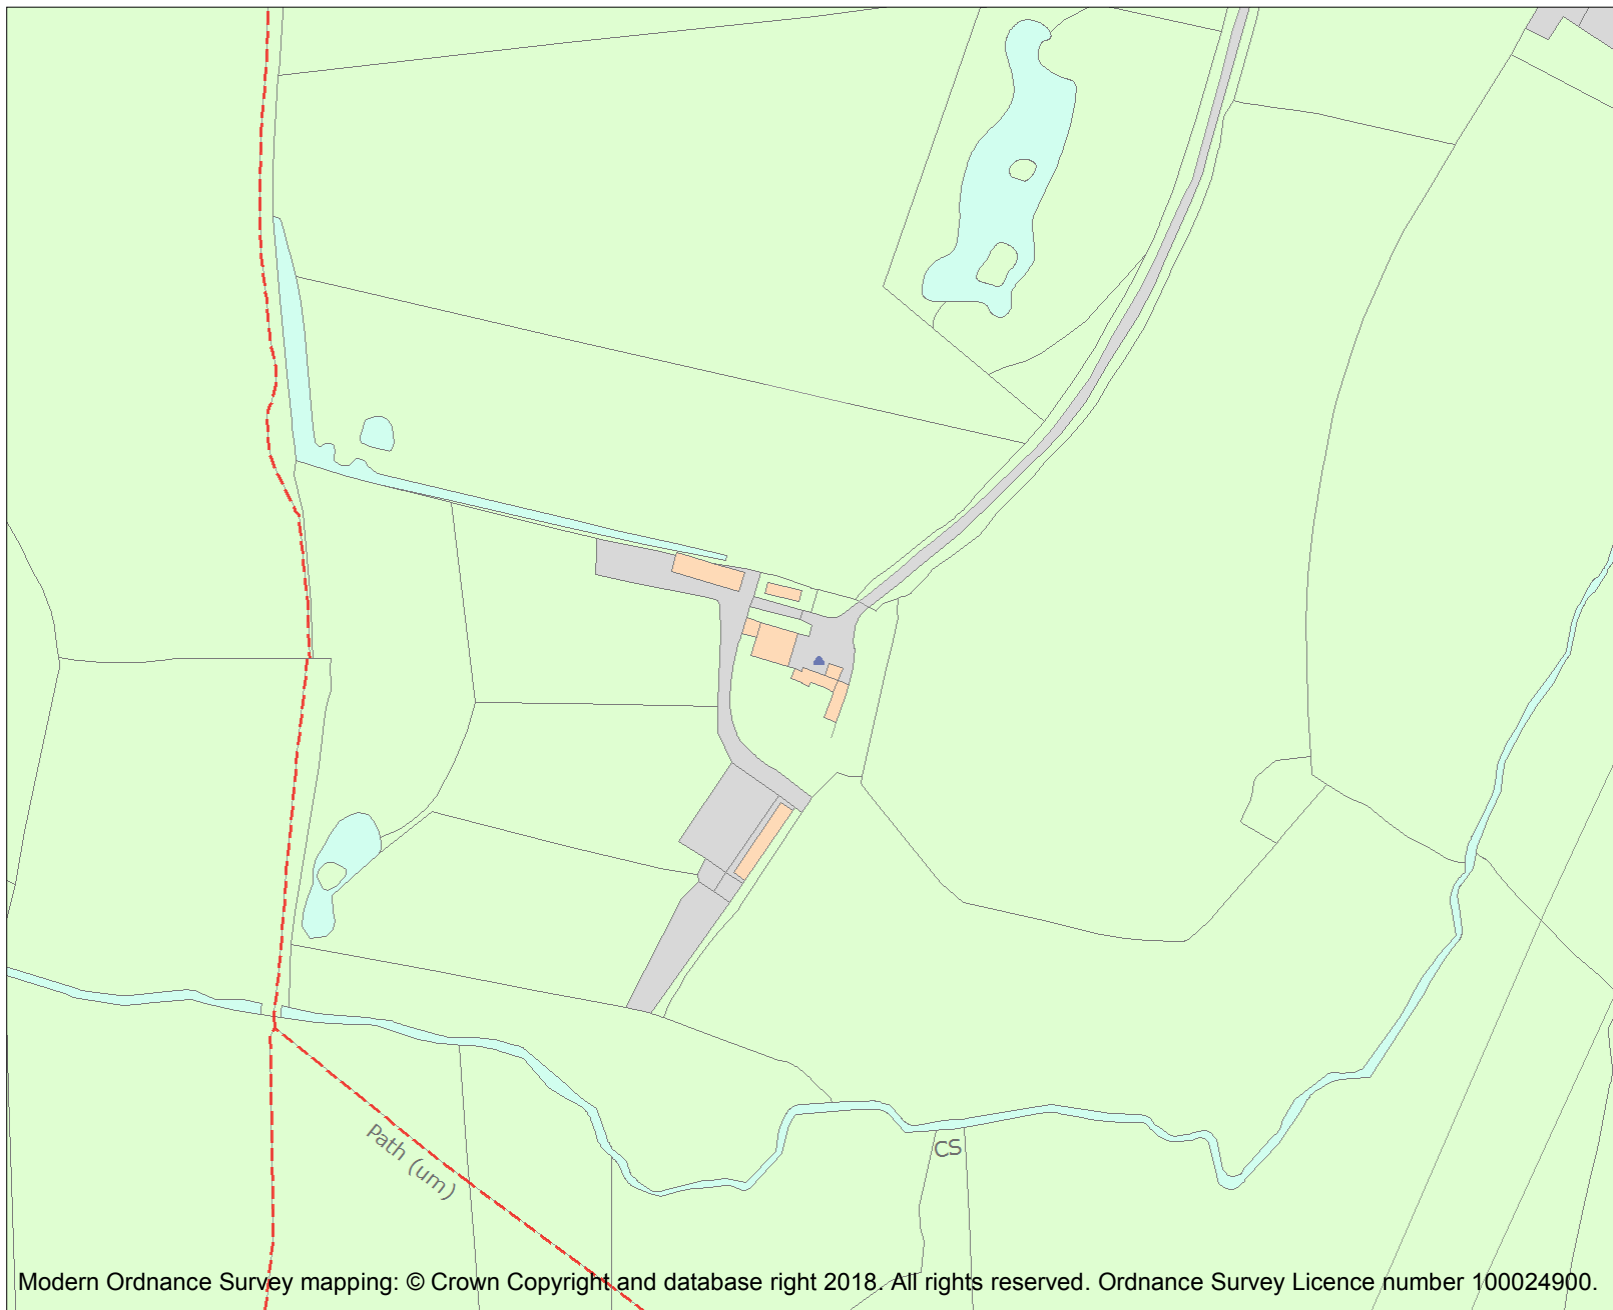 CS
Path (um)
Modern Ordnance Survey mapping: © Crown Copyright and database right 2018. All rights reserved. Ordnance Survey Licence number 100024900.